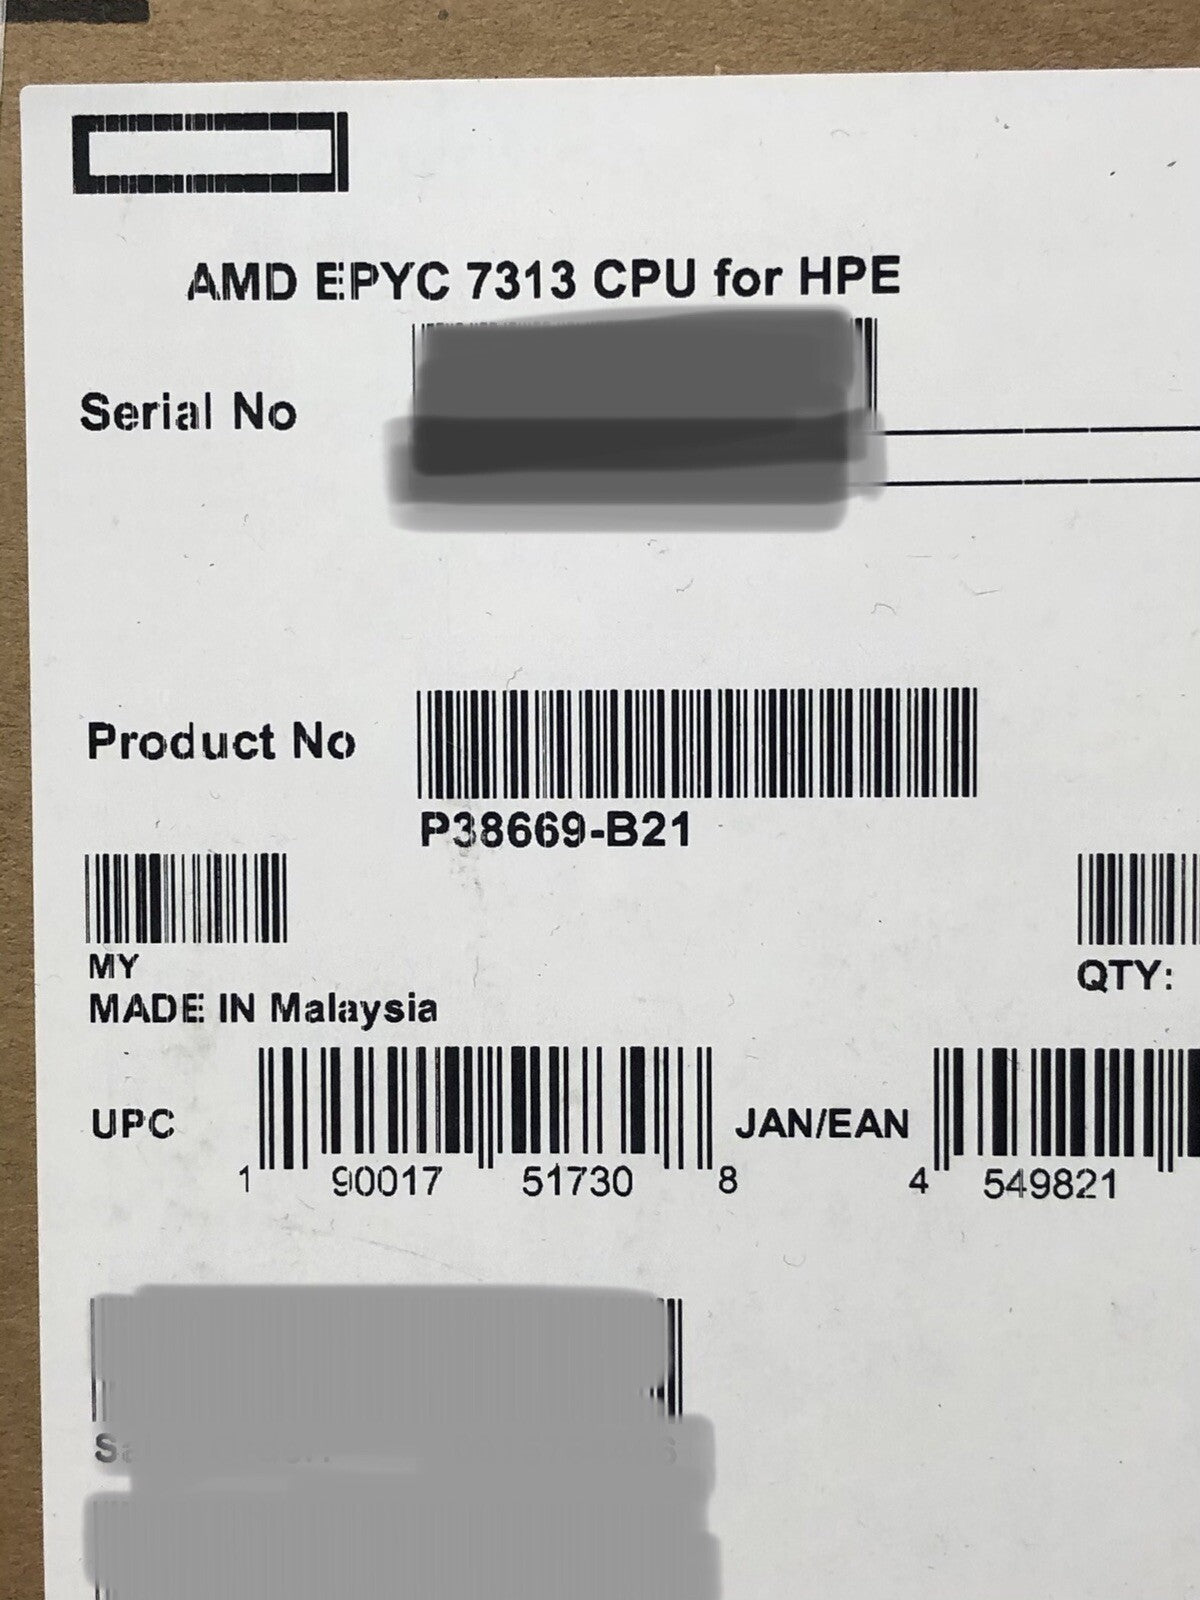 AMD EPYC 7313 CPU for HPE
Serial No
Product No
P38669-B21
MY
MADE IN Malaysia
QTY:
UPC
1 90017 51730 8
JAN/EAN
4 549821